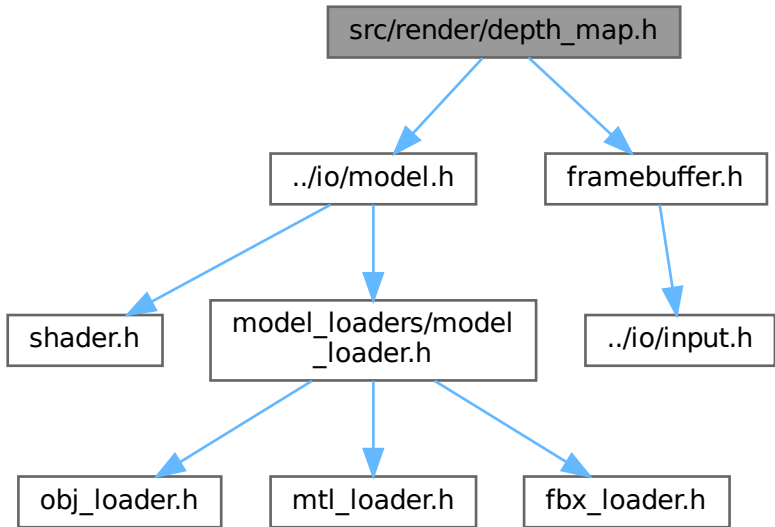 src/render/depth_map.h
../io/model.h
framebuffer.h
shader.h
model_loaders/model
_loader.h
../io/input.h
obj_loader.h
mtl_loader.h
fbx_loader.h